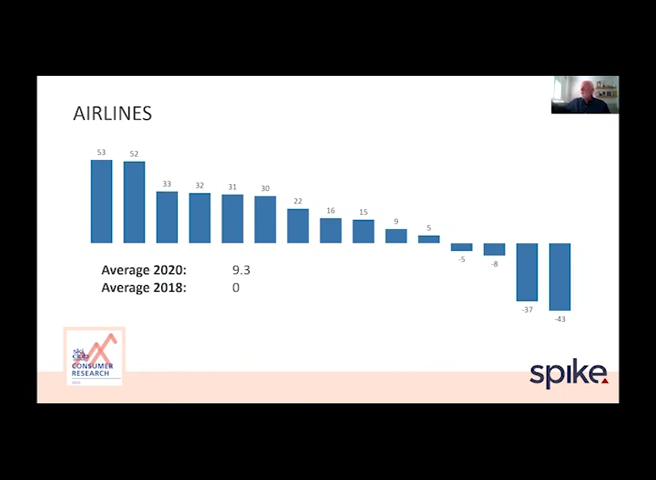 AIRLINES
53
52
33
32
31
30
22
16
15
9
5
-5
-8
-37
-43
Average 2020: 9.3
Average 2018: 0
CONSUMER
RESEARCH
spike